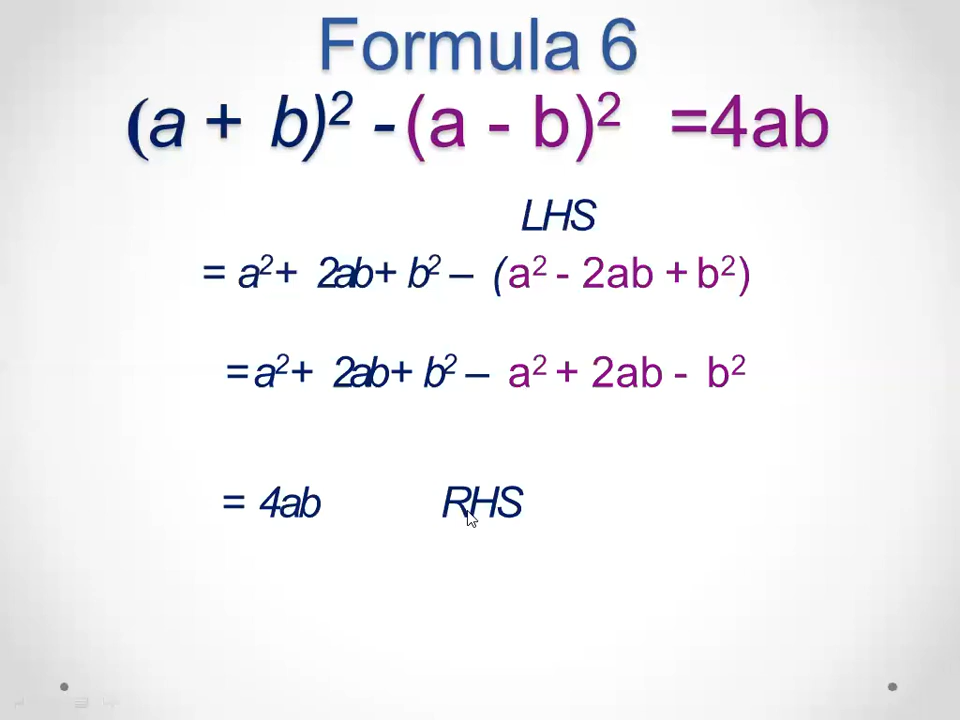 Formula 6
(a + b)² -(a - b)² =4ab
LHS
= a²+ 2ab+ b² – (a² - 2ab + b²)
= a²+ 2ab+ b² – a² + 2ab - b²
= 4ab RHS